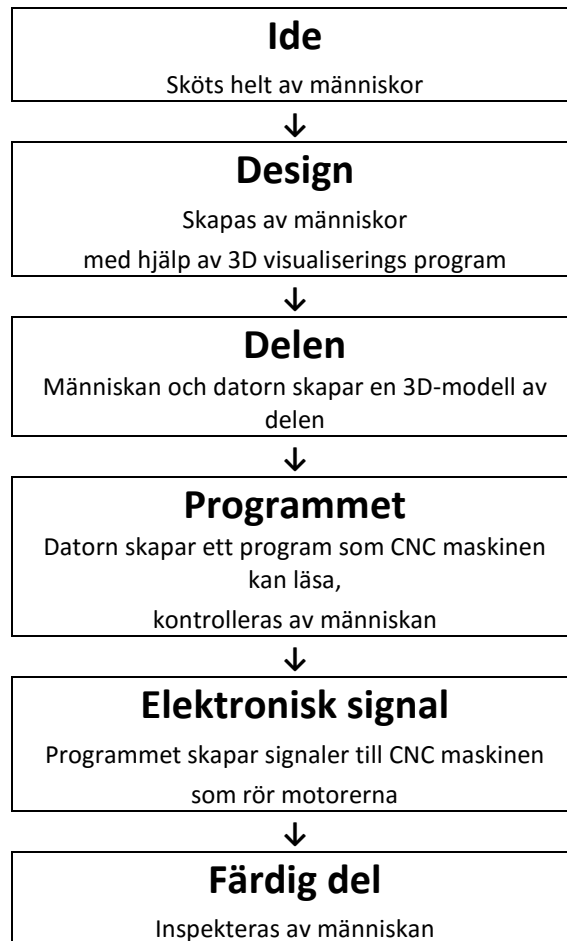 Ide
Sköts helt av människor
↓
Design
Skapas av människor
med hjälp av 3D visualiserings program
↓
Delen
Människan och datorn skapar en 3D-modell av
delen
↓
Programmet
Datorn skapar ett program som CNC maskinen
kan läsa,
kontrolleras av människan
↓
Elektronisk signal
Programmet skapar signaler till CNC maskinen
som rör motorerna
↓
Färdig del
Inspekteras av människan